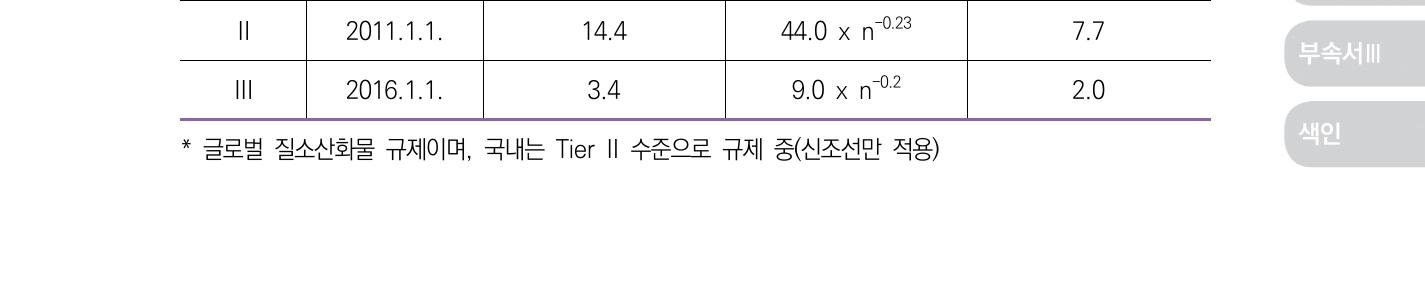 II 2011.1.1. 14.4 44.0 x n⁻⁰·²³ 7.7
III 2016.1.1. 3.4 9.0 x n⁻⁰·² 2.0
* 글로벌 질소산화물 규제이며, 국내는 Tier II 수준으로 규제 중(신조선만 적용)
부속서III
색인